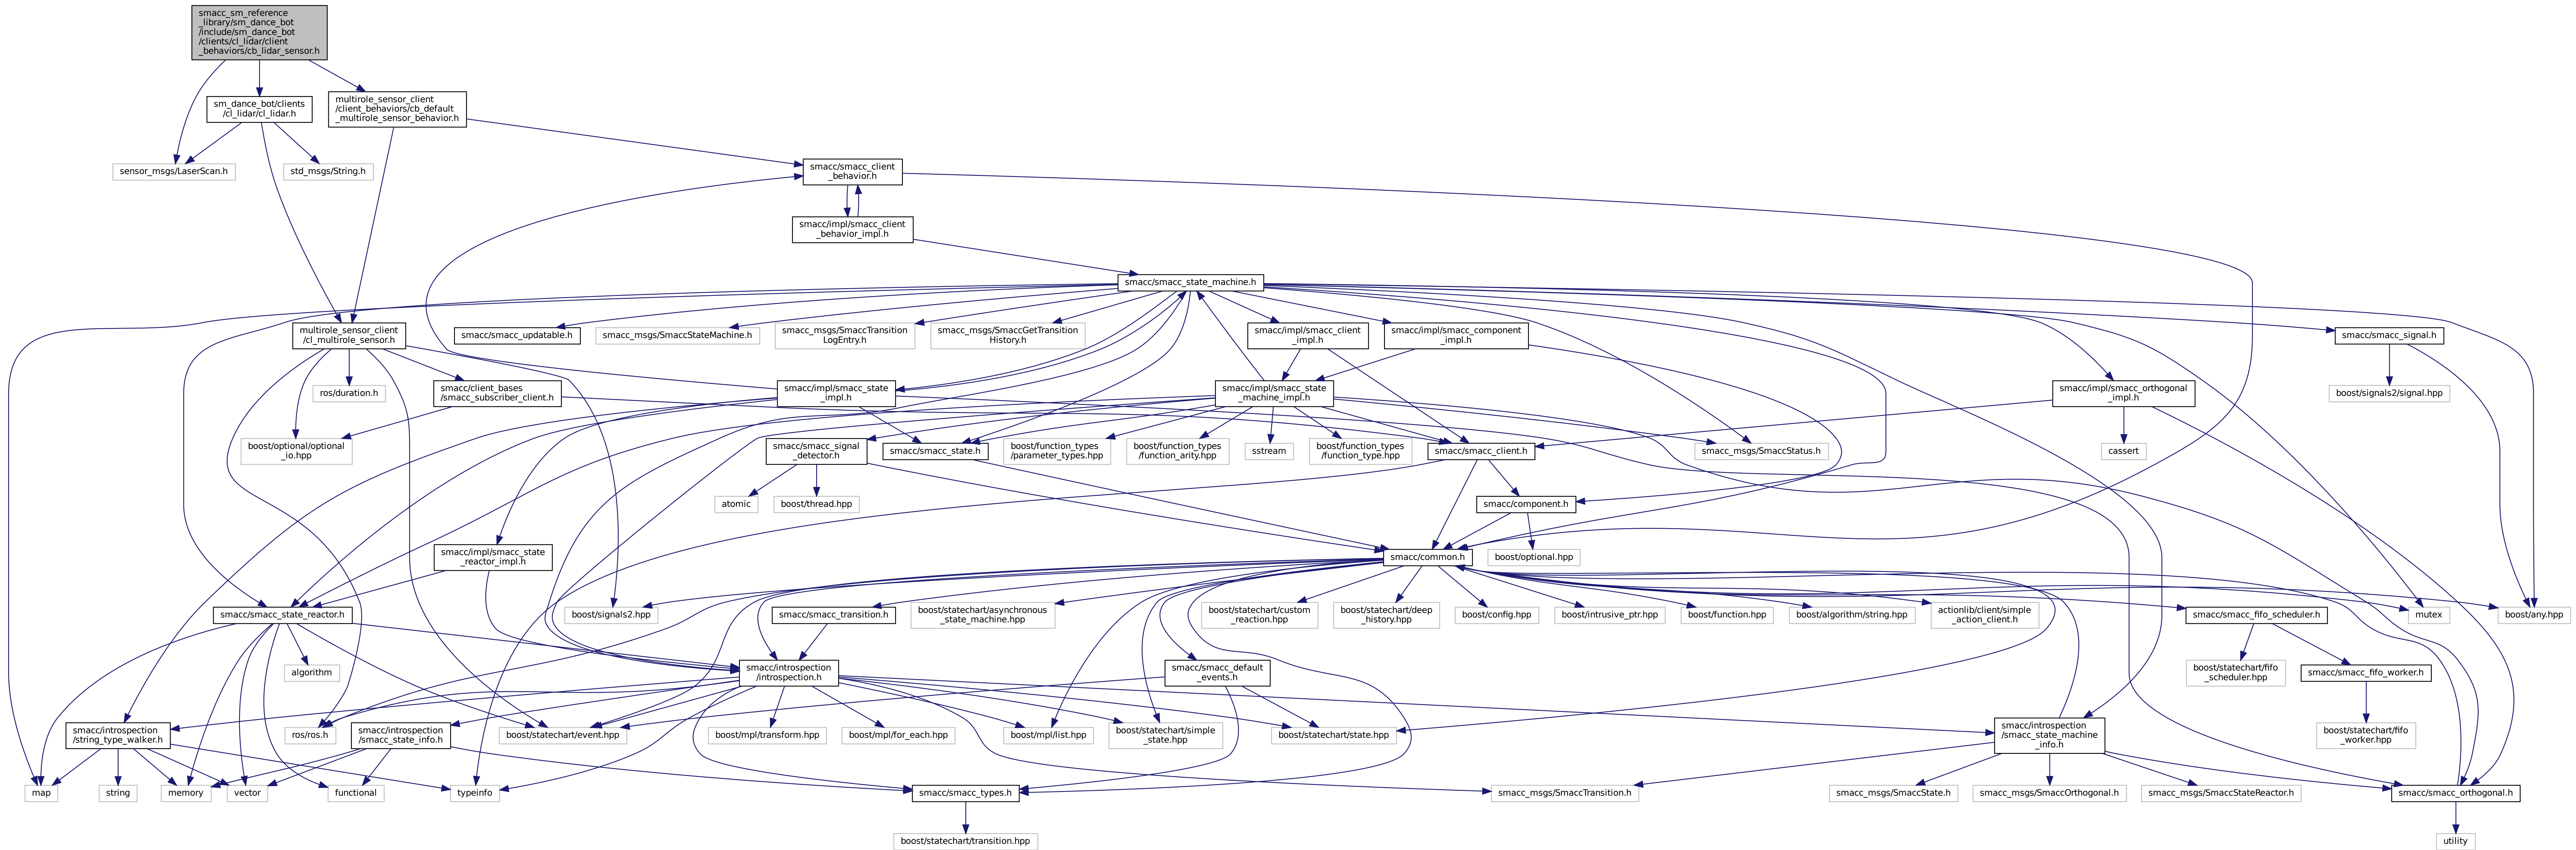 smacc_sm_reference
_library/sm_dance_bot
/include/sm_dance_bot
/clients/cl_lidar/client
_behaviors/cb_lidar_sensor.h
sm_dance_bot/clients
/cl_lidar/cl_lidar.h
multirole_sensor_client
/client_behaviors/cb_default
_multirole_sensor_behavior.h
sensor_msgs/LaserScan.h
std_msgs/String.h
smacc/smacc_client
_behavior.h
smacc/impl/smacc_client
_behavior_impl.h
smacc/smacc_state_machine.h
multirole_sensor_client
/cl_multirole_sensor.h
smacc/smacc_updatable.h
smacc_msgs/SmaccStateMachine.h
smacc_msgs/SmaccTransition
LogEntry.h
smacc_msgs/SmaccGetTransition
History.h
smacc/impl/smacc_client
_impl.h
smacc/impl/smacc_component
_impl.h
smacc/smacc_signal.h
ros/duration.h
smacc/client_bases
/smacc_subscriber_client.h
smacc/impl/smacc_state
_impl.h
smacc/impl/smacc_state
_machine_impl.h
smacc/impl/smacc_orthogonal
_impl.h
boost/signals2/signal.hpp
boost/optional/optional
_io.hpp
smacc/smacc_signal
_detector.h
smacc/smacc_state.h
boost/function_types
/parameter_types.hpp
boost/function_types
/function_arity.hpp
sstream
boost/function_types
/function_type.hpp
smacc/smacc_client.h
smacc_msgs/SmaccStatus.h
cassert
atomic
boost/thread.hpp
smacc/component.h
smacc/impl/smacc_state
_reactor_impl.h
smacc/common.h
boost/optional.hpp
smacc/smacc_state_reactor.h
boost/signals2.hpp
smacc/smacc_transition.h
boost/statechart/asynchronous
_state_machine.hpp
boost/statechart/custom
_reaction.hpp
boost/statechart/deep
_history.hpp
boost/config.hpp
boost/intrusive_ptr.hpp
boost/function.hpp
boost/algorithm/string.hpp
actionlib/client/simple
_action_client.h
smacc/smacc_fifo_scheduler.h
mutex
boost/any.hpp
algorithm
smacc/introspection
/introspection.h
smacc/smacc_default
_events.h
boost/statechart/fifo
_scheduler.hpp
smacc/smacc_fifo_worker.h
smacc/introspection
/string_type_walker.h
ros/ros.h
smacc/introspection
/smacc_state_info.h
boost/statechart/event.hpp
boost/mpl/transform.hpp
boost/mpl/for_each.hpp
boost/mpl/list.hpp
boost/statechart/simple
_state.hpp
boost/statechart/state.hpp
smacc/introspection
/smacc_state_machine
_info.h
boost/statechart/fifo
_worker.hpp
map
string
memory
vector
functional
typeinfo
smacc/smacc_types.h
smacc_msgs/SmaccTransition.h
smacc_msgs/SmaccState.h
smacc_msgs/SmaccOrthogonal.h
smacc_msgs/SmaccStateReactor.h
smacc/smacc_orthogonal.h
boost/statechart/transition.hpp
utility